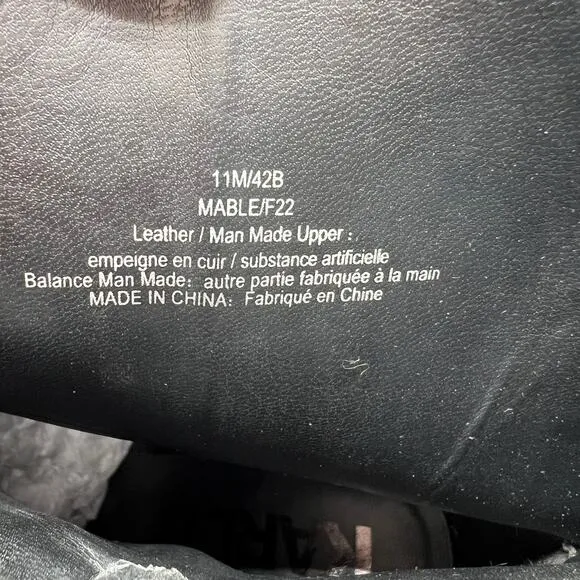 11M/42B
MABLE/F22
Leather / Man Made Upper :
empeigne en cuir / substance artificielle
Balance Man Made: autre partie fabriquée à la main
MADE IN CHINA: Fabriqué en Chine
KARL